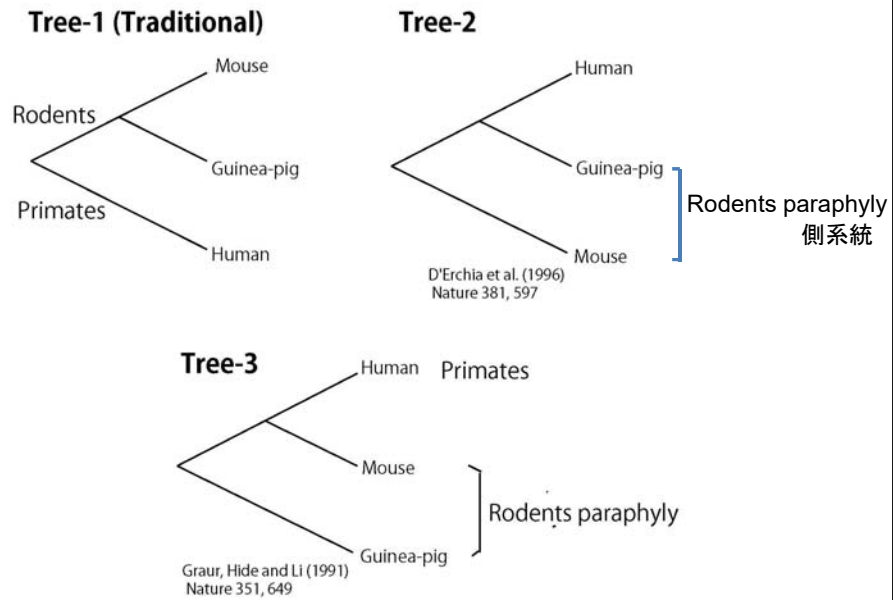 Tree-1 (Traditional)
Mouse
Rodents
Guinea-pig
Primates
Human
Tree-2
Human
Guinea-pig
Rodents paraphyly
側系統
Mouse
D'Erchia et al. (1996)
Nature 381, 597
Tree-3
Human Primates
Mouse
Rodents paraphyly
Guinea-pig
Graur, Hide and Li (1991)
Nature 351, 649